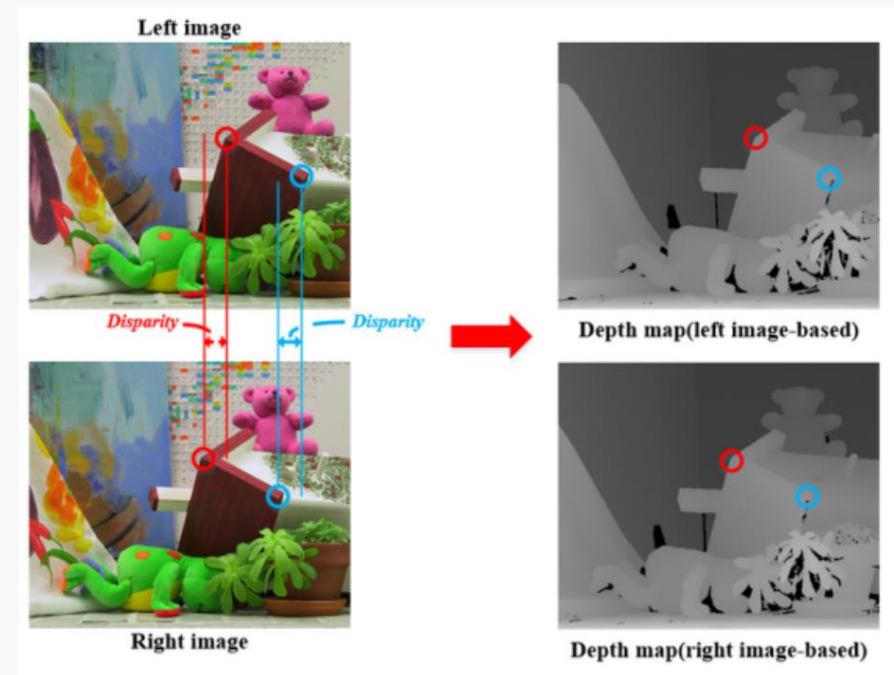 Left image
Disparity
Disparity
Depth map(left image-based)
Right image
Depth map(right image-based)